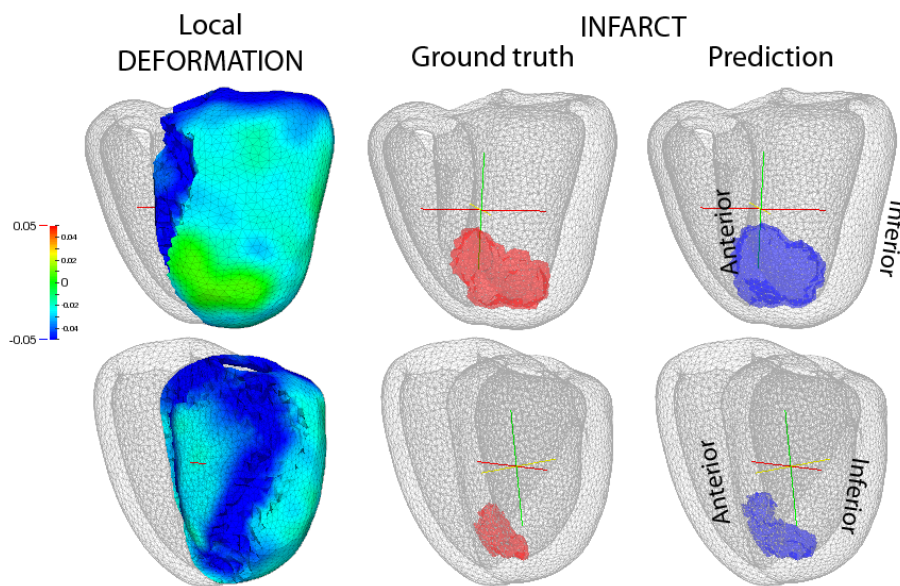 Local
DEFORMATION
INFARCT
Ground truth
Prediction
0.05
0.04
0.02
0
-0.02
-0.04
-0.05
Anterior
Inferior
Anterior
Inferior